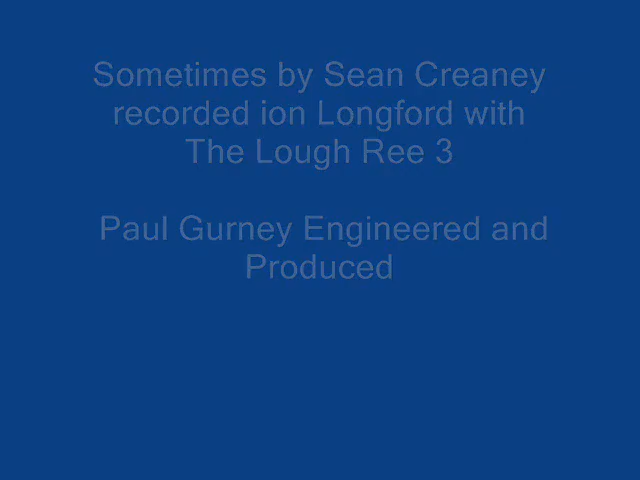 Sometimes by Sean Creaney
recorded ion Longford with
The Lough Ree 3
Paul Gurney Engineered and
Produced